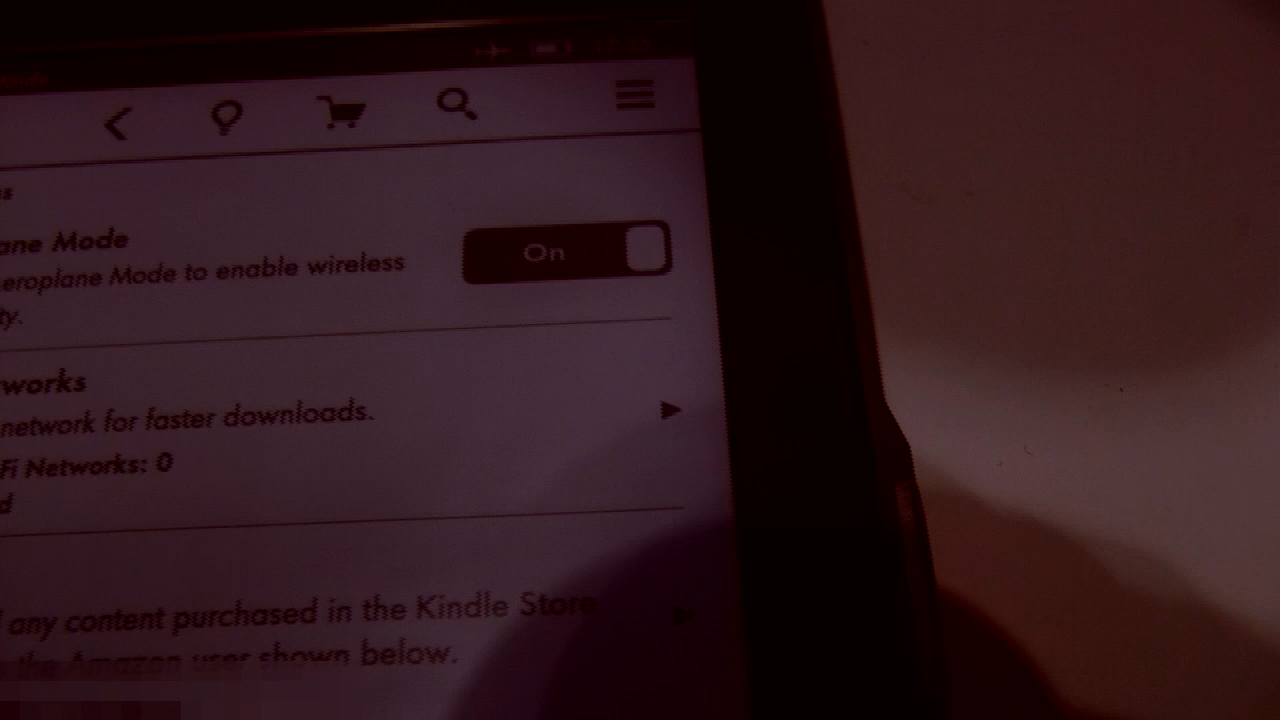 s
ane Mode
On
eroplane Mode to enable wireless
ty.
works
network for faster downloads.
Fi Networks: 0
d
any content purchased in the Kindle Store
the Amazon user shown below.